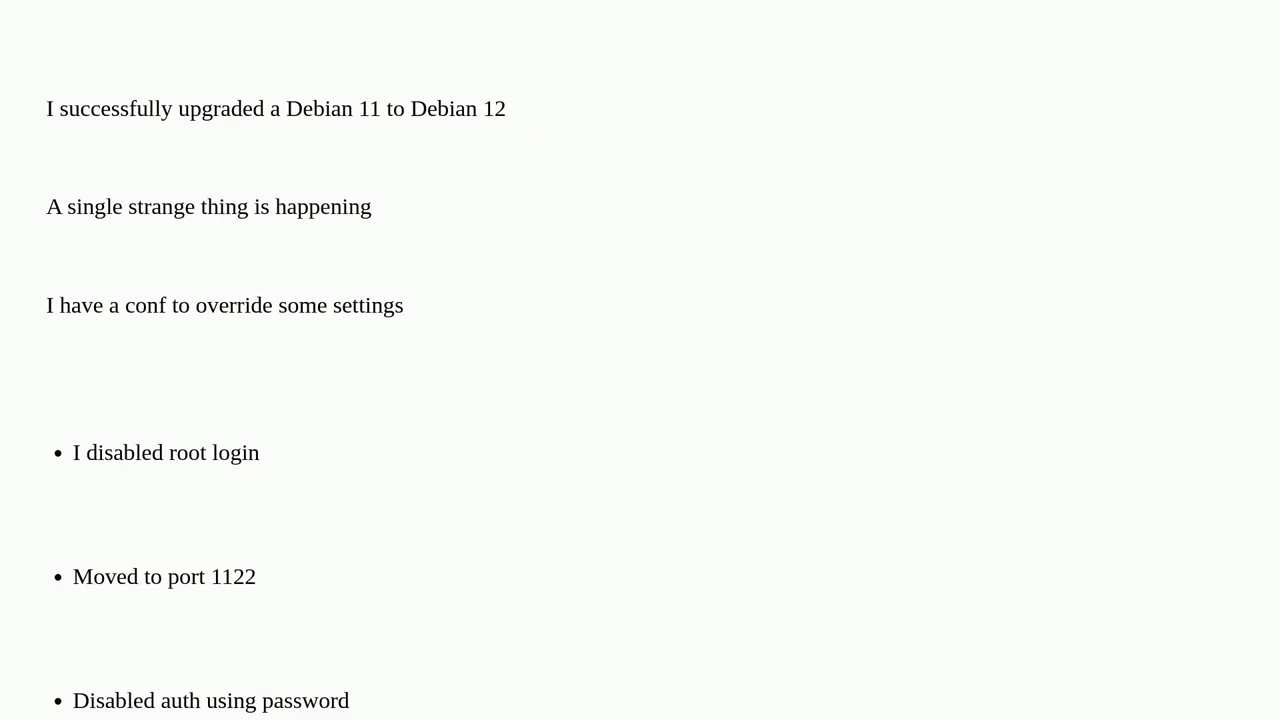 I successfully upgraded a Debian 11 to Debian 12
A single strange thing is happening
I have a conf to override some settings
• I disabled root login
• Moved to port 1122
• Disabled auth using password